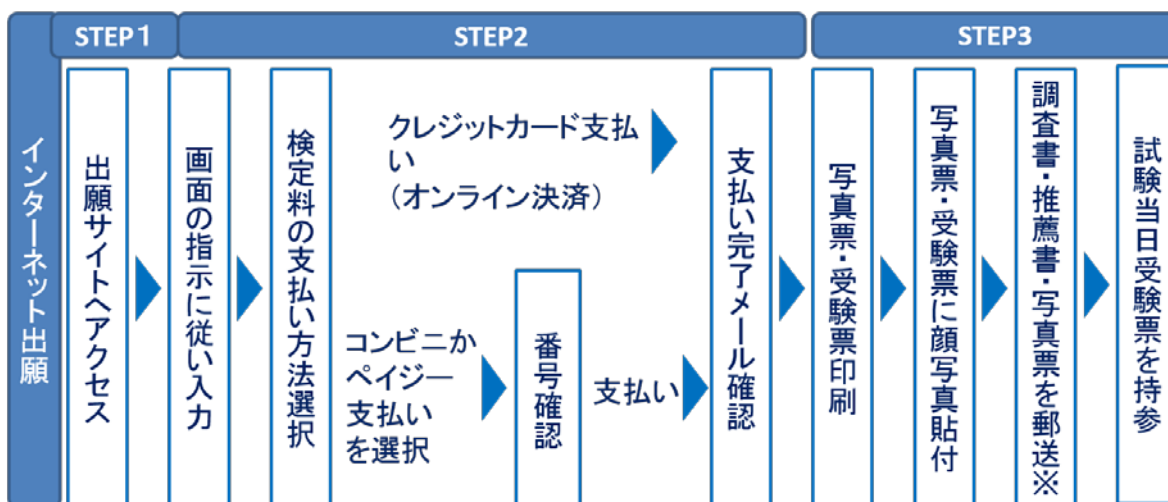 STEP1
STEP2
STEP3
インターネット出願
出願サイトへアクセス
画面の指示に従い入力
検定料の支払い方法選択
クレジットカード支払
い
（オンライン決済）
コンビニか
ペイジー
支払い
を選択
番号確認
支払い
支払い完了メール確認
写真票・受験票印刷
写真票・受験票に顔写真貼付
調査書・推薦書・写真票を郵送※
試験当日受験票を持参